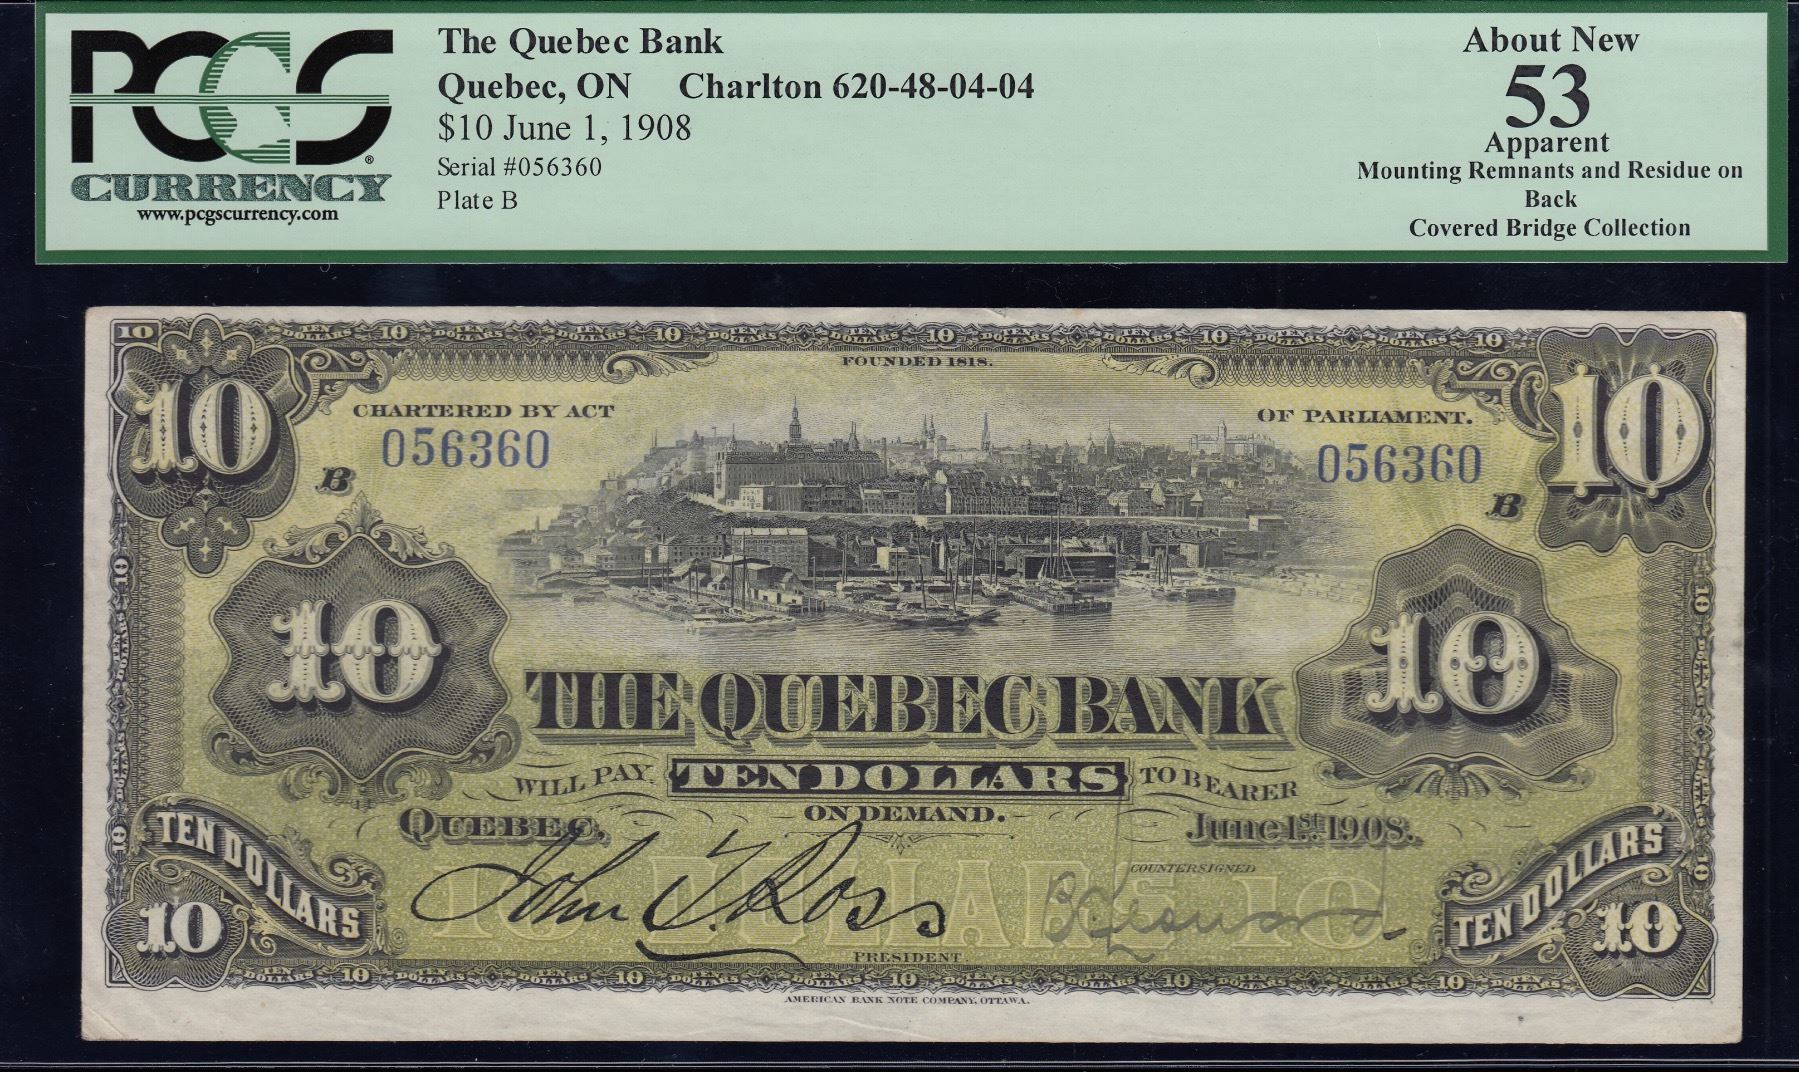 PCGS®
CURRENCY
www.pcgscurrency.com
The Quebec Bank
Quebec, ON Charlton 620-48-04-04
$10 June 1, 1908
Serial #056360
Plate B
About New
53
Apparent
Mounting Remnants and Residue on
Back
Covered Bridge Collection
FOUNDED 1818.
CHARTERED BY ACT OF PARLIAMENT.
10 056360 056360 10
B B
10 10
THE QUEBEC BANK
WILL PAY TEN DOLLARS TO BEARER
ON DEMAND.
QUEBEC, June 1st 1908.
COUNTERSIGNED
10 DOLLARS 10
John T. Ross
PRESIDENT.
TEN DOLLARS TEN DOLLARS
10 10
AMERICAN BANK NOTE COMPANY, OTTAWA.